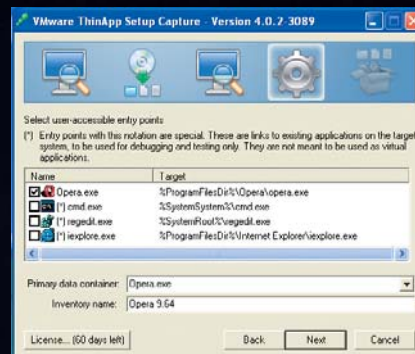 VMware ThinApp Setup Capture - Version 4.0.2-3089
Select user-accessible entry points
(*) Entry points with this notation are special. These are links to existing applications on the target
system, to be used for debugging and testing only. They are not meant to be used as virtual
applications.
Name Target
Opera.exe %ProgramFilesDir%\Opera\opera.exe
(*) cmd.exe %SystemSystem%\cmd.exe
(*) regedit.exe %SystemRoot%\regedit.exe
(*) iexplore.exe %ProgramFilesDir%\Internet Explorer\iexplore.exe
Primary data container: Opera.exe
Inventory name: Opera 9.64
License... (60 days left) Back Next Cancel